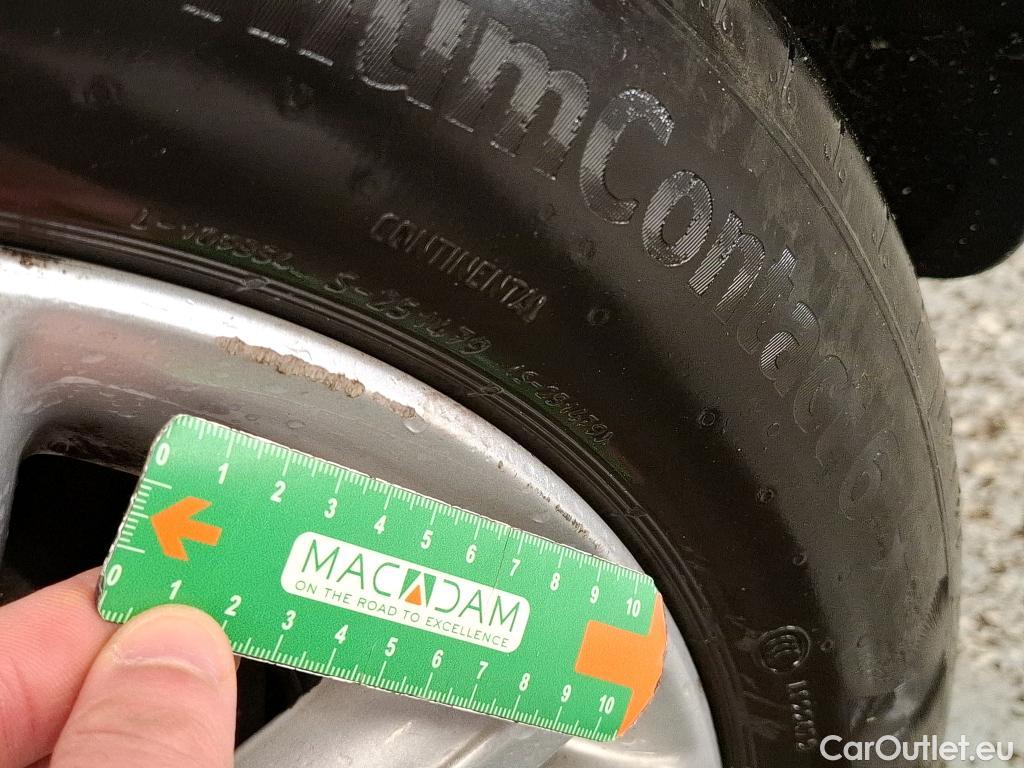 iumContact 6
CONTINENTAL
0 1 2 3 4 5 6 7 8 9 10
MACADAM
ON THE ROAD TO EXCELLENCE
0 1 2 3 4 5 6 7 8 9 10
CarOutlet.eu